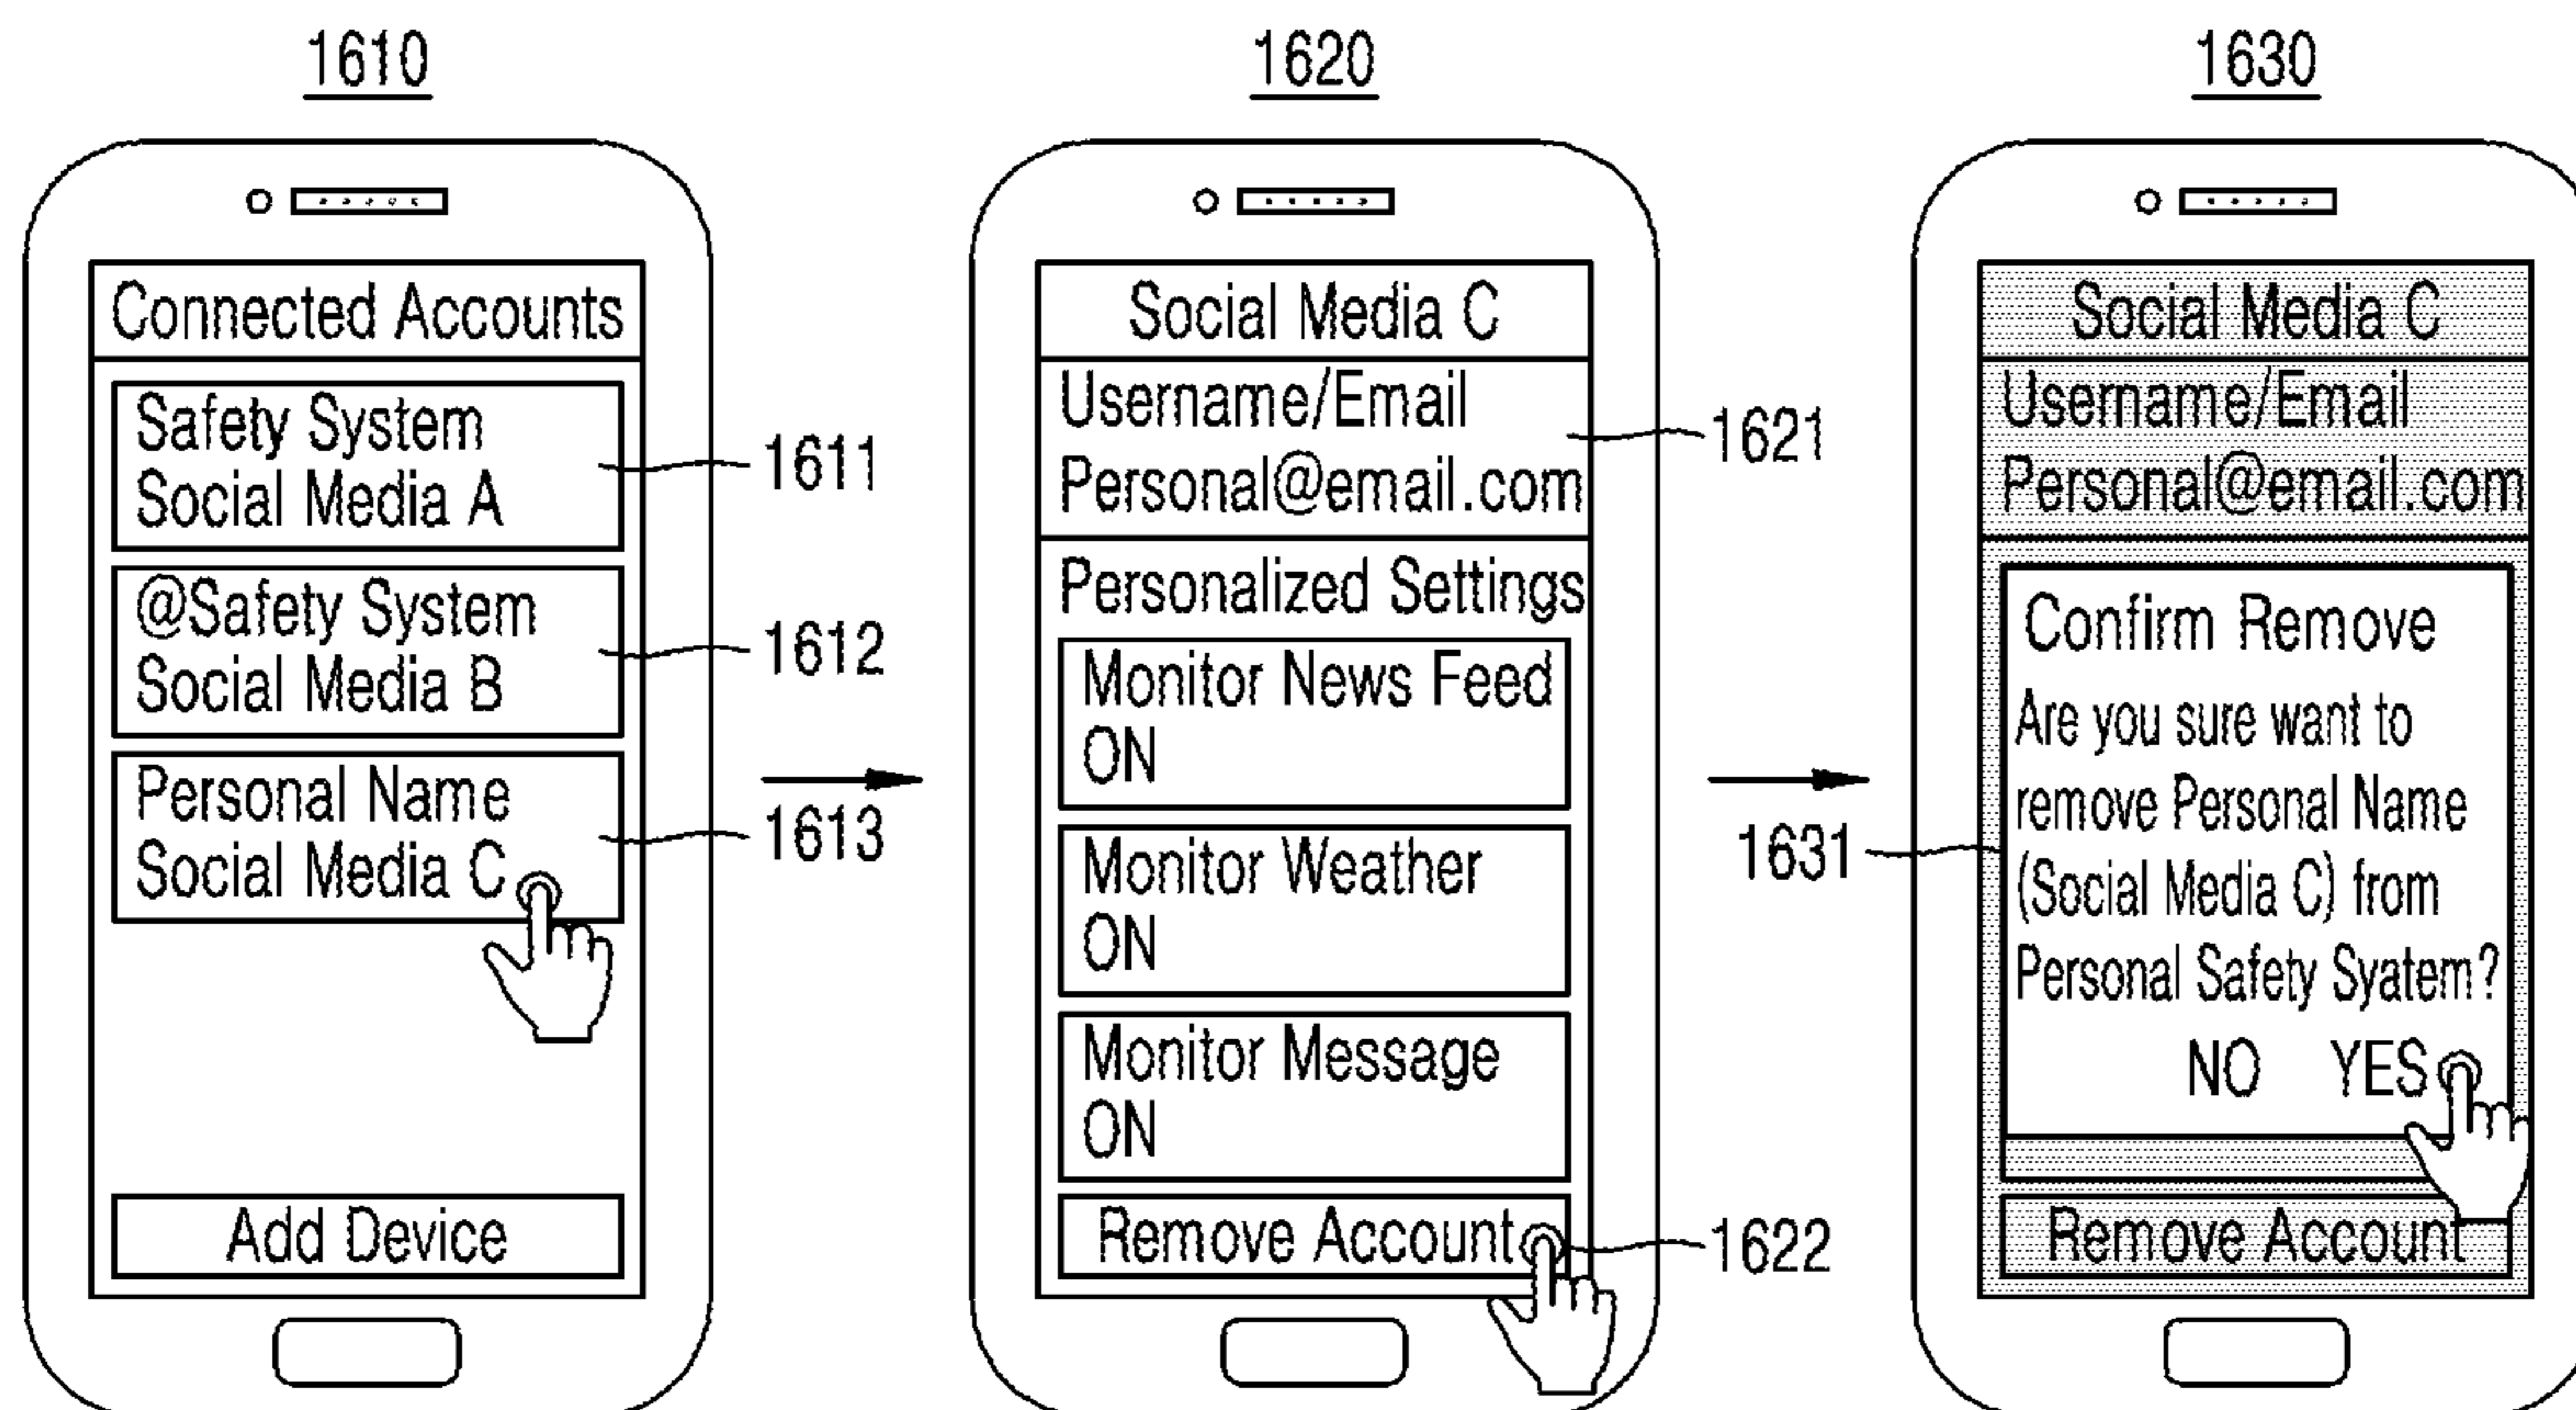 1610
Connected Accounts
Safety System
Social Media A
1611
@Safety System
Social Media B
1612
Personal Name
Social Media C
1613
Add Device
1620
Social Media C
Username/Email
Personal@email.com
1621
Personalized Settings
Monitor News Feed
ON
Monitor Weather
ON
Monitor Message
ON
Remove Account
1622
1630
Social Media C
Username/Email
Personal@email.com
Confirm Remove
Are you sure want to
remove Personal Name
(Social Media C) from
Personal Safety Syatem?
1631
NO YES
Remove Account